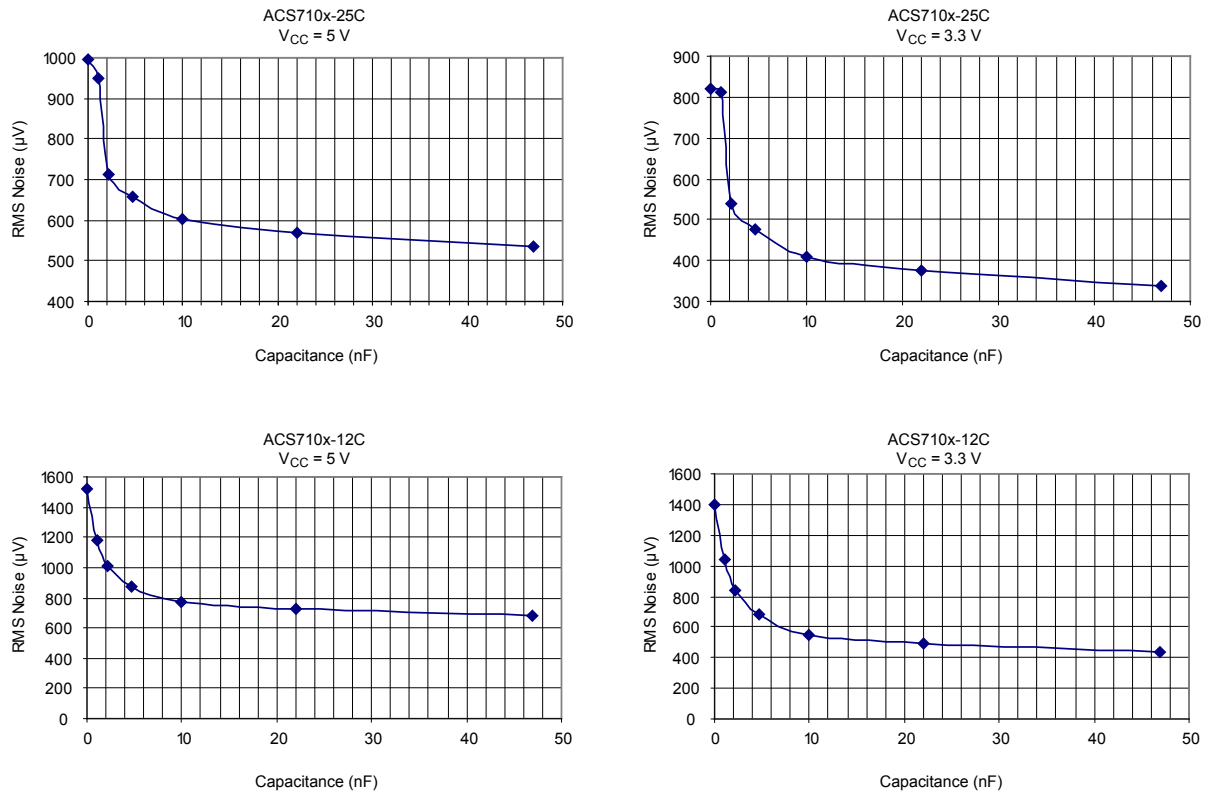 ACS710x-25C
V_CC = 5 V
1000
900
800
700
600
500
400
RMS Noise (µV)
0 10 20 30 40 50
Capacitance (nF)
ACS710x-25C
V_CC = 3.3 V
900
800
700
600
500
400
300
RMS Noise (µV)
0 10 20 30 40 50
Capacitance (nF)
ACS710x-12C
V_CC = 5 V
1600
1400
1200
1000
800
600
400
200
0
RMS Noise (µV)
0 10 20 30 40 50
Capacitance (nF)
ACS710x-12C
V_CC = 3.3 V
1600
1400
1200
1000
800
600
400
200
0
RMS Noise (µV)
0 10 20 30 40 50
Capacitance (nF)